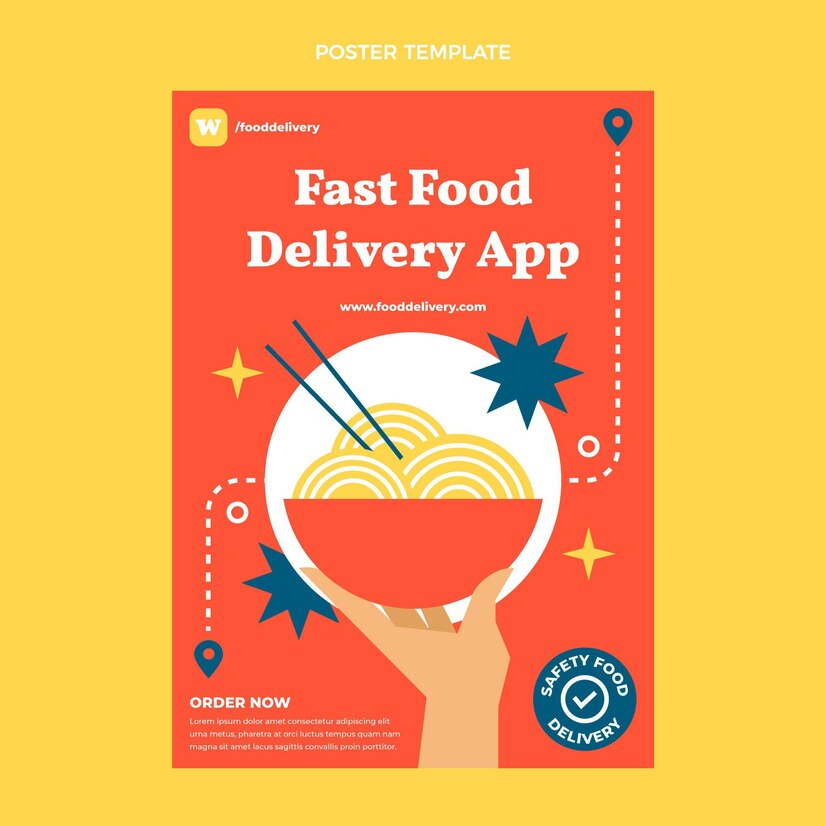 POSTER TEMPLATE
W
/fooddelivery
Fast Food
Delivery App
www.fooddelivery.com
SAFETY FOOD
DELIVERY
ORDER NOW
Lorem ipsum dolor amet consectetur adipiscing elit
urna metus, pharetra at orci iaculis tempus quam nam
magna sit amet lacus sagittis convallis proin porttitor.